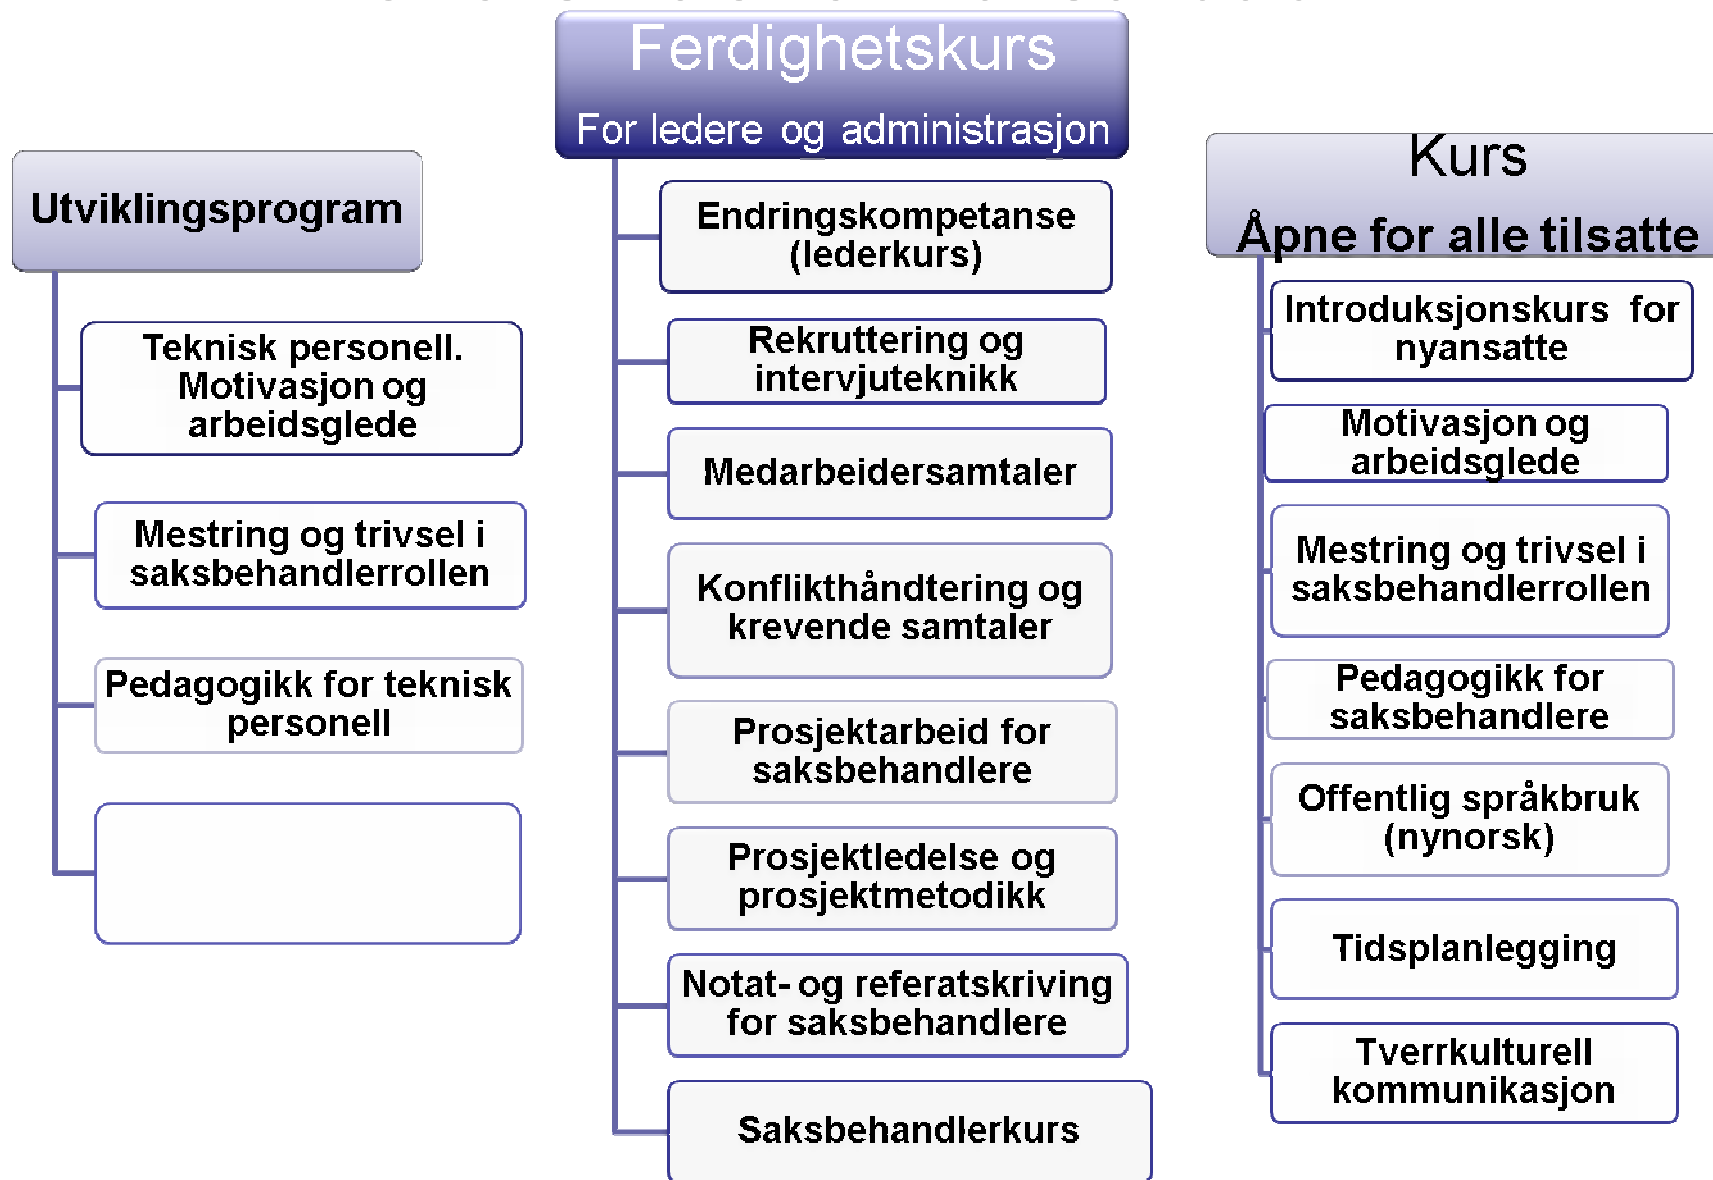 Utviklingsprogram
Teknisk personell.
Motivasjon og
arbeidsglede
Mestring og trivsel i
saksbehandlerrollen
Pedagogikk for teknisk
personell
Ferdighetskurs
For ledere og administrasjon
Endringskompetanse
(lederkurs)
Rekruttering og
intervjuteknikk
Medarbeidersamtaler
Konflikthåndtering og
krevende samtaler
Prosjektarbeid for
saksbehandlere
Prosjektledelse og
prosjektmetodikk
Notat- og referatskriving
for saksbehandlere
Saksbehandlerkurs
Kurs
Åpne for alle tilsatte
Introduksjonskurs for
nyansatte
Motivasjon og
arbeidsglede
Mestring og trivsel i
saksbehandlerrollen
Pedagogikk for
saksbehandlere
Offentlig språkbruk
(nynorsk)
Tidsplanlegging
Tverrkulturell
kommunikasjon